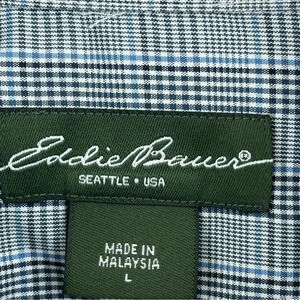 Eddie Bauer®
SEATTLE • USA
MADE IN
MALAYSIA
L